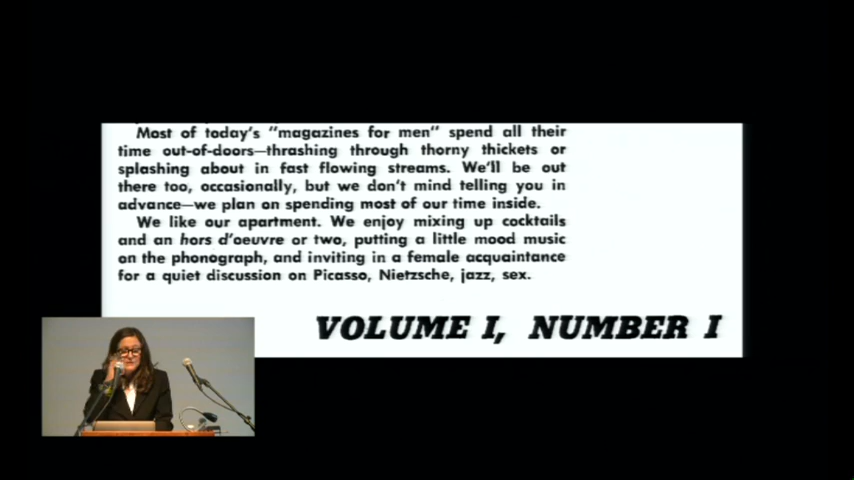 Most of today's "magazines for men" spend all their
time out-of-doors—thrashing through thorny thickets or
splashing about in fast flowing streams. We'll be out
there too, occasionally, but we don't mind telling you in
advance—we plan on spending most of our time inside.
We like our apartment. We enjoy mixing up cocktails
and an hors d'oeuvre or two, putting a little mood music
on the phonograph, and inviting in a female acquaintance
for a quiet discussion on Picasso, Nietzsche, jazz, sex.
VOLUME I, NUMBER I